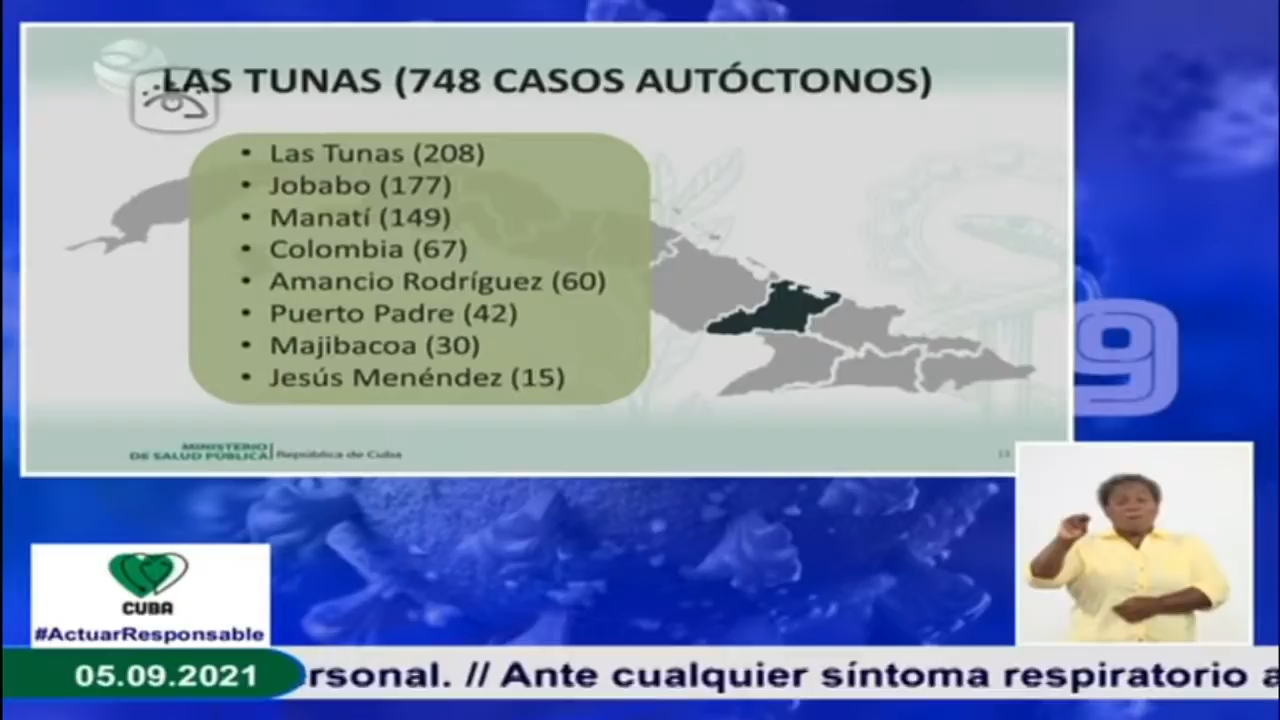 LAS TUNAS (748 CASOS AUTÓCTONOS)
• Las Tunas (208)
• Jobabo (177)
• Manatí (149)
• Colombia (67)
• Amancio Rodríguez (60)
• Puerto Padre (42)
• Majibacoa (30)
• Jesús Menéndez (15)
MINISTERIO
DE SALUD PÚBLICA
República de Cuba
9
CUBA
#ActuarResponsable
05.09.2021
rsonal. // Ante cualquier síntoma respiratorio a